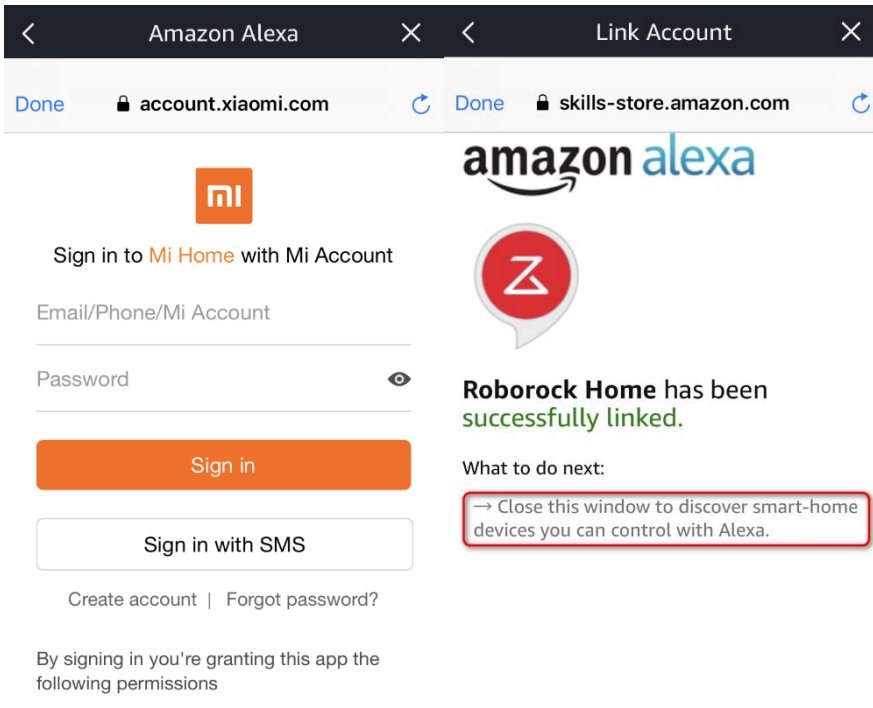 Amazon Alexa
Done account.xiaomi.com
mi
Sign in to Mi Home with Mi Account
Email/Phone/Mi Account
Password
Sign in
Sign in with SMS
Create account | Forgot password?
By signing in you're granting this app the
following permissions
Link Account
Done skills-store.amazon.com
amazon alexa
Roborock Home has been
successfully linked.
What to do next:
→ Close this window to discover smart-home
devices you can control with Alexa.